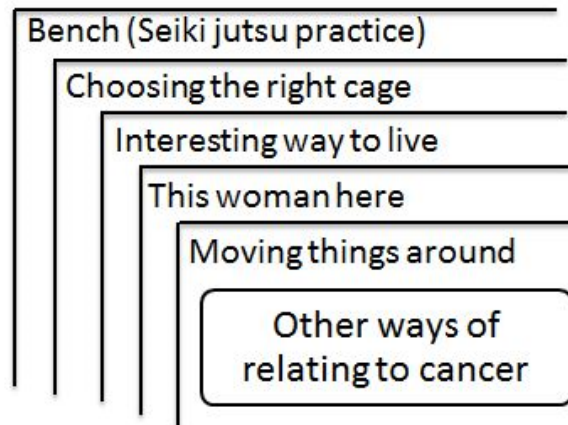 Bench (Seiki jutsu practice)
Choosing the right cage
Interesting way to live
This woman here
Moving things around
Other ways of
relating to cancer